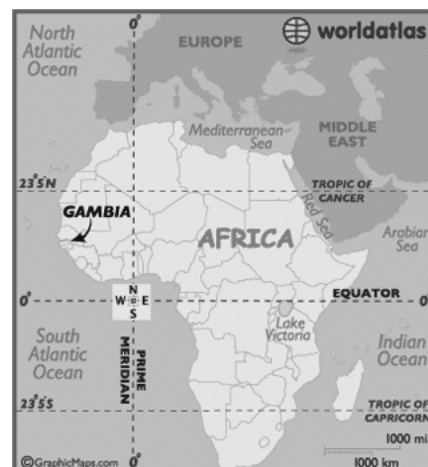 0°
North
Atlantic
Ocean
EUROPE
worldatlas
Mediterranean
Sea
MIDDLE
EAST
23°5N
TROPIC OF
CANCER
GAMBIA
AFRICA
Red Sea
Arabian
Sea
N
W E
S
0°
EQUATOR
0°
South
Atlantic
Ocean
PRIME
MERIDIAN
Lake
Victoria
Indian
Ocean
23°5S
TROPIC OF
CAPRICORN
1000 mi
1000 km
©GraphicMaps.com
0°